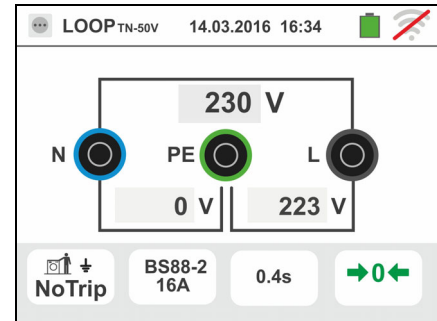 LOOP TN-50V 14.03.2016 16:34
230 V
N PE L
0 V 223 V
NoTrip BS88-2 16A 0.4s →0←